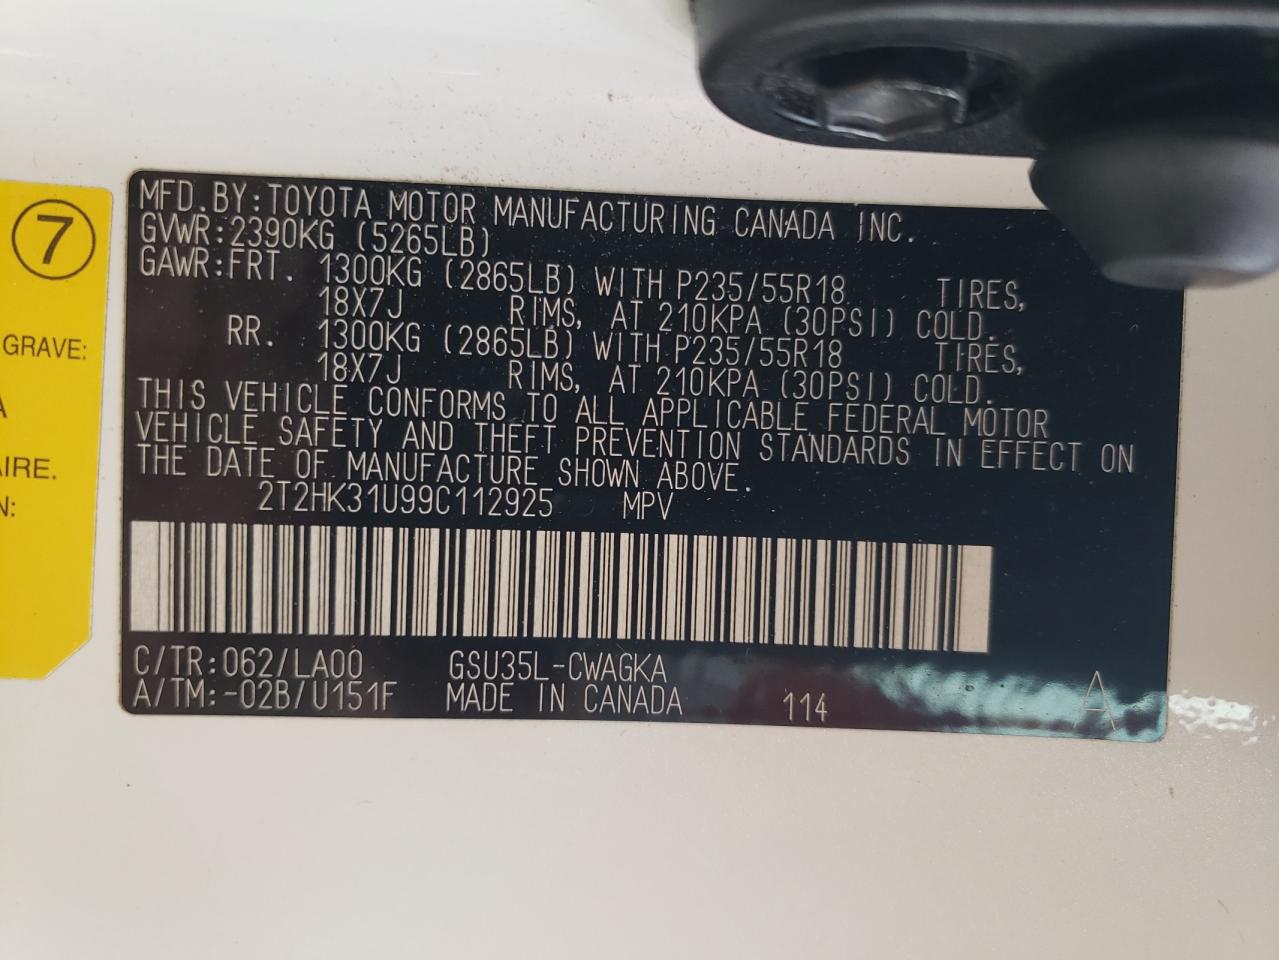 7
GRAVE:
A
AIRE.
N:
MFD.BY:TOYOTA MOTOR MANUFACTURING CANADA INC.
GVWR:2390KG (5265LB)
GAWR:FRT. 1300KG (2865LB) WITH P235/55R18 TIRES,
18X7J RIMS, AT 210KPA (30PSI) COLD.
RR. 1300KG (2865LB) WITH P235/55R18 TIRES,
18X7J RIMS, AT 210KPA (30PSI) COLD.
THIS VEHICLE CONFORMS TO ALL APPLICABLE FEDERAL MOTOR
VEHICLE SAFETY AND THEFT PREVENTION STANDARDS IN EFFECT ON
THE DATE OF MANUFACTURE SHOWN ABOVE.
2T2HK31U99C112925 MPV
C/TR:062/LA00 GSU35L-CWAGKA
A/TM:-02B/U151F MADE IN CANADA 114 A